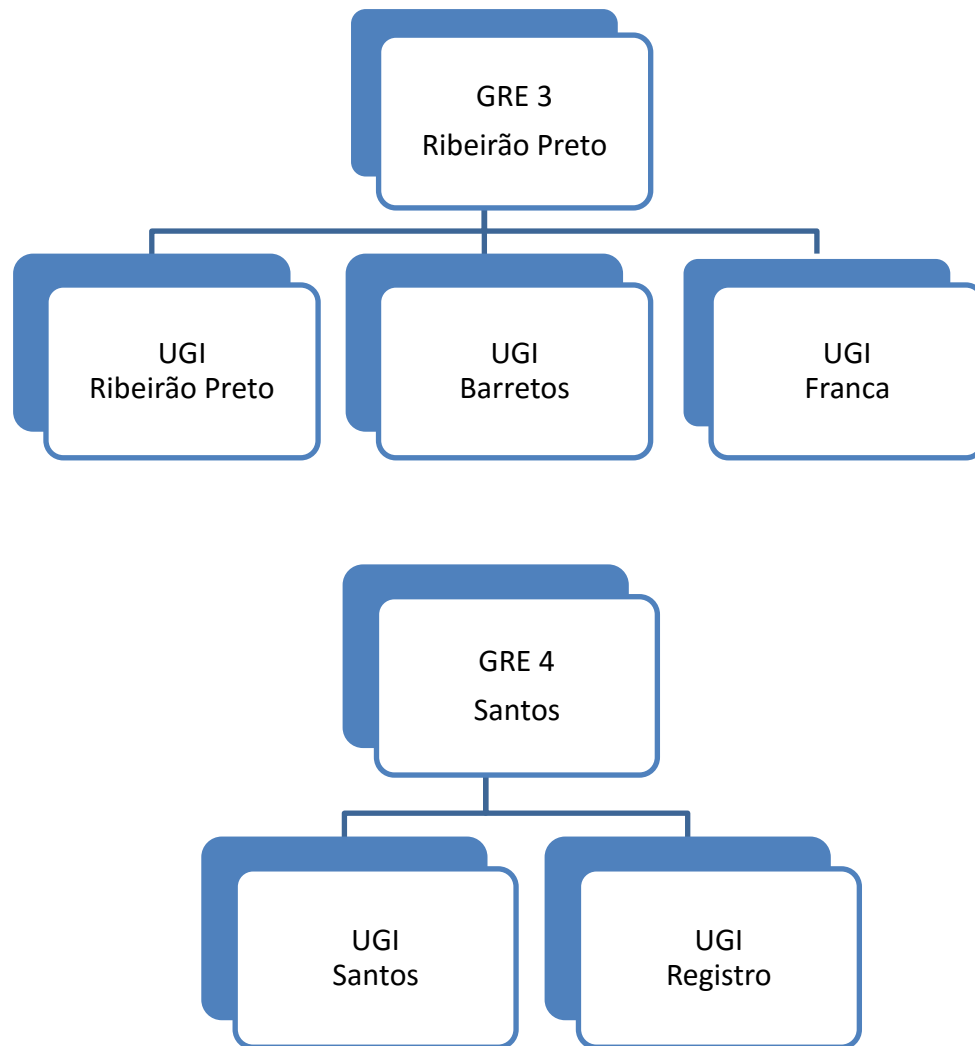 GRE 3
Ribeirão Preto
UGI
Ribeirão Preto
UGI
Barretos
UGI
Franca
GRE 4
Santos
UGI
Santos
UGI
Registro